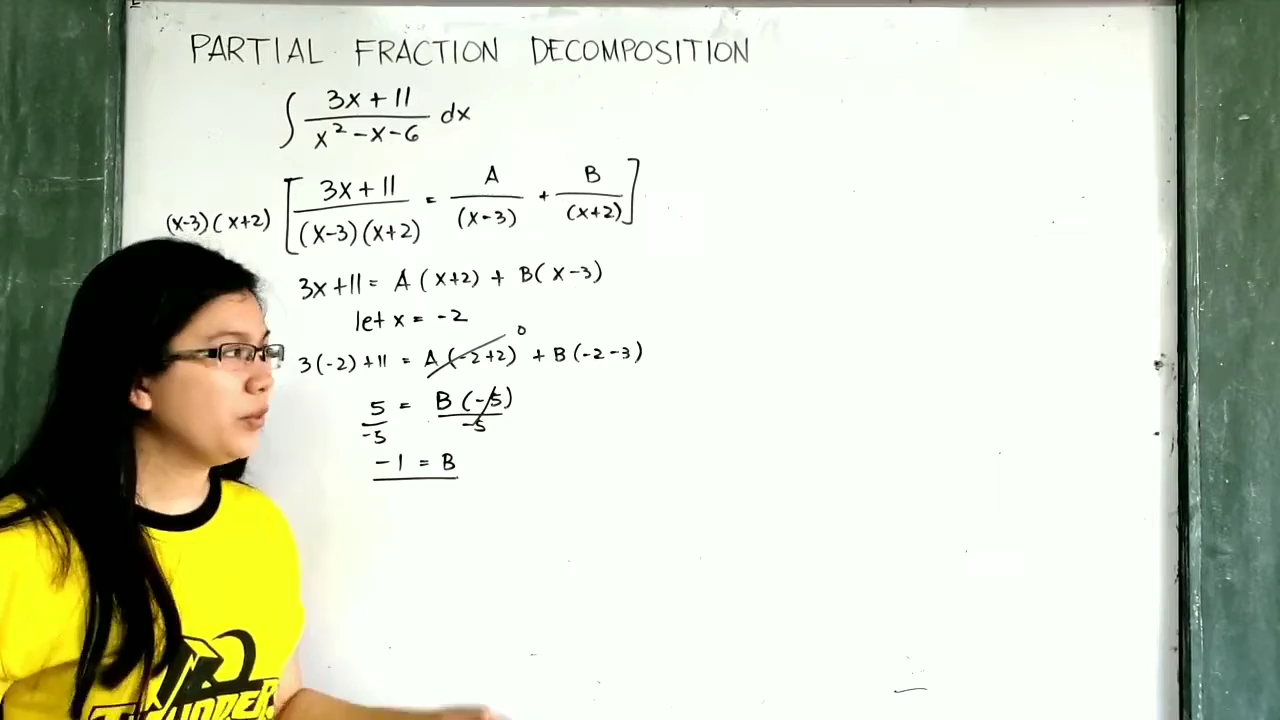 PARTIAL FRACTION DECOMPOSITION
∫ 3x+11 / x² -x-6 dx
(x-3)(x+2) [ 3x+11 / (x-3)(x+2) = A / (x-3) + B / (x+2) ]
3x+11 = A(x+2) + B(x-3)
let x = -2
3(-2)+11 = A(-2+2) 0 + B(-2-3)
5 / -5 = B(-5) / -5
-1 = B